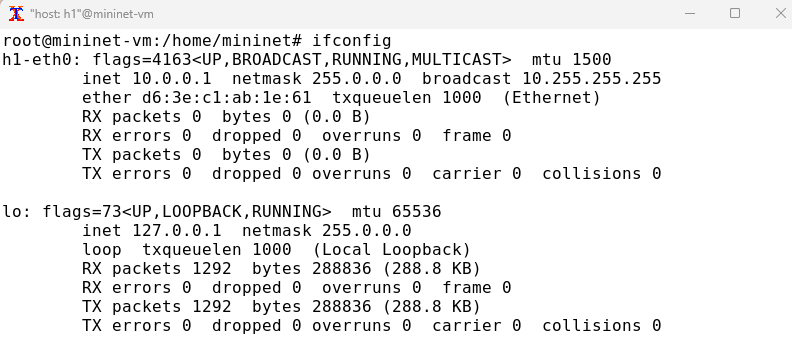 "host: h1"@mininet-vm
root@mininet-vm:/home/mininet# ifconfig
h1-eth0: flags=4163<UP,BROADCAST,RUNNING,MULTICAST>  mtu 1500
        inet 10.0.0.1  netmask 255.0.0.0  broadcast 10.255.255.255
        ether d6:3e:c1:ab:1e:61  txqueuelen 1000  (Ethernet)
        RX packets 0  bytes 0 (0.0 B)
        RX errors 0  dropped 0  overruns 0  frame 0
        TX packets 0  bytes 0 (0.0 B)
        TX errors 0  dropped 0 overruns 0  carrier 0  collisions 0

lo: flags=73<UP,LOOPBACK,RUNNING>  mtu 65536
        inet 127.0.0.1  netmask 255.0.0.0
        loop  txqueuelen 1000  (Local Loopback)
        RX packets 1292  bytes 288836 (288.8 KB)
        RX errors 0  dropped 0  overruns 0  frame 0
        TX packets 1292  bytes 288836 (288.8 KB)
        TX errors 0  dropped 0 overruns 0  carrier 0  collisions 0